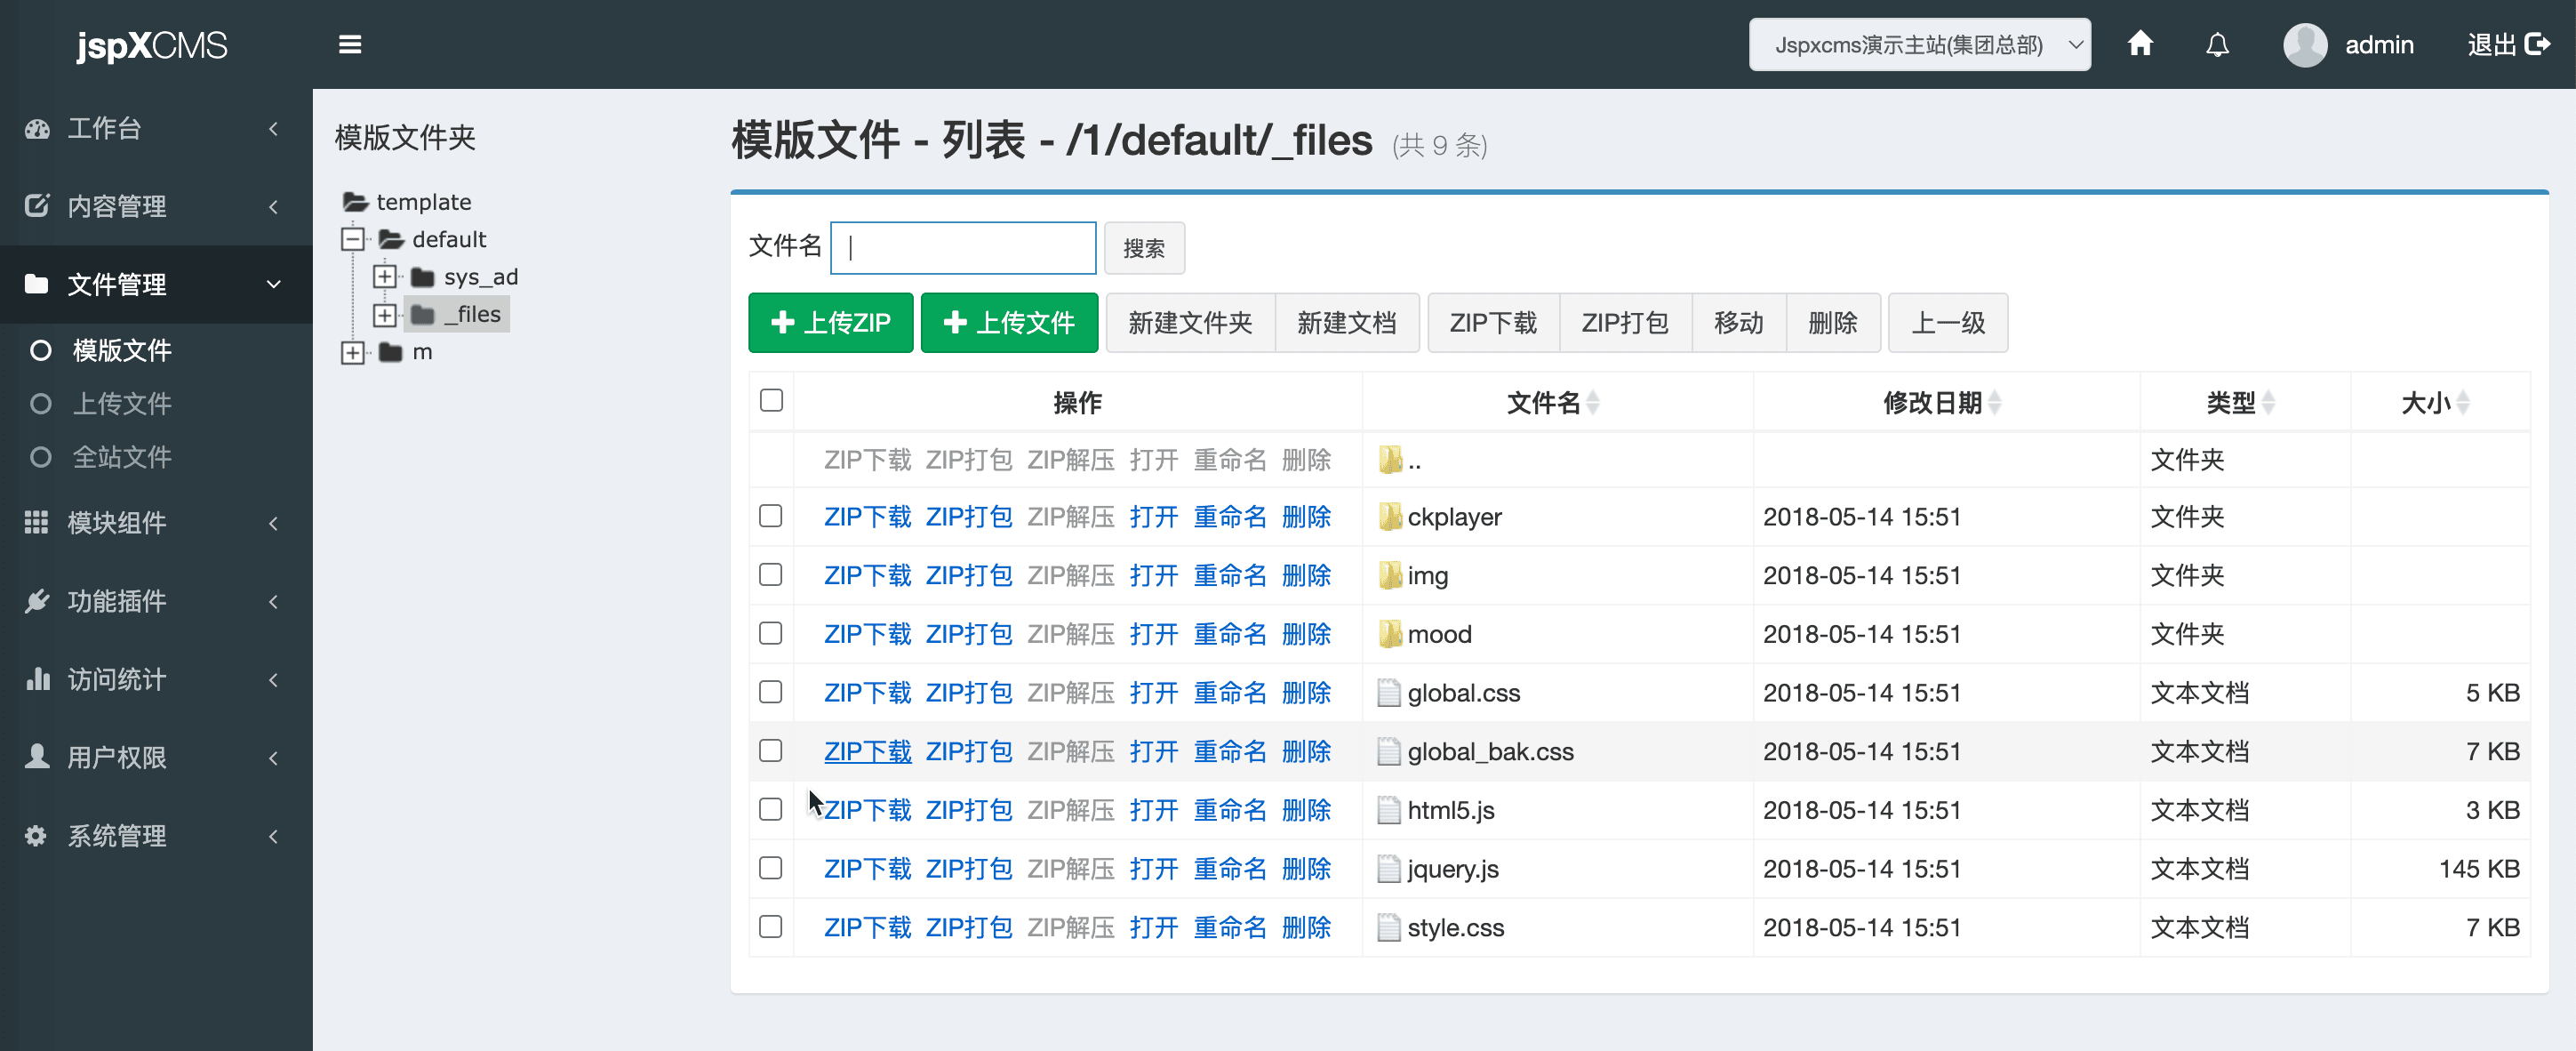 jspXCMS
Jspxcms演示主站(集团总部)
admin
退出
工作台
内容管理
文件管理
模版文件
上传文件
全站文件
模块组件
功能插件
访问统计
用户权限
系统管理
模版文件夹
template
default
sys_ad
_files
m
模版文件 - 列表 - /1/default/_files (共 9 条)
文件名 搜索
上传ZIP 上传文件 新建文件夹 新建文档 ZIP下载 ZIP打包 移动 删除 上一级
操作 文件名 修改日期 类型 大小
ZIP下载 ZIP打包 ZIP解压 打开 重命名 删除 .. 文件夹
ZIP下载 ZIP打包 ZIP解压 打开 重命名 删除 ckplayer 2018-05-14 15:51 文件夹
ZIP下载 ZIP打包 ZIP解压 打开 重命名 删除 img 2018-05-14 15:51 文件夹
ZIP下载 ZIP打包 ZIP解压 打开 重命名 删除 mood 2018-05-14 15:51 文件夹
ZIP下载 ZIP打包 ZIP解压 打开 重命名 删除 global.css 2018-05-14 15:51 文本文档 5 KB
ZIP下载 ZIP打包 ZIP解压 打开 重命名 删除 global_bak.css 2018-05-14 15:51 文本文档 7 KB
ZIP下载 ZIP打包 ZIP解压 打开 重命名 删除 html5.js 2018-05-14 15:51 文本文档 3 KB
ZIP下载 ZIP打包 ZIP解压 打开 重命名 删除 jquery.js 2018-05-14 15:51 文本文档 145 KB
ZIP下载 ZIP打包 ZIP解压 打开 重命名 删除 style.css 2018-05-14 15:51 文本文档 7 KB